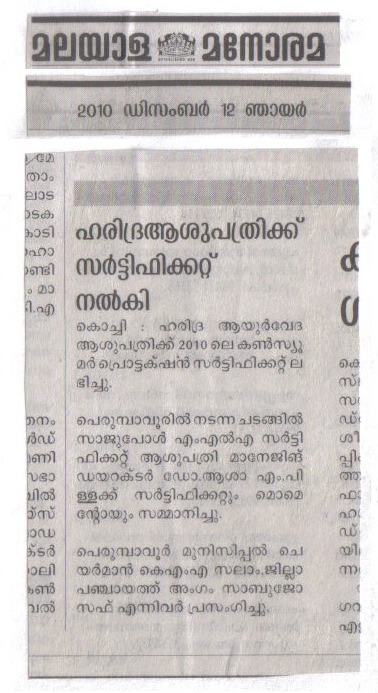 മലയാള മനോരമ
2010 ഡിസംബർ 12 ഞായർ
ഹരിദ്രആശുപത്രിക്ക്
സർട്ടിഫിക്കറ്റ്
നൽകി
കൊച്ചി : ഹരിദ്ര ആയുർവേദ
ആശുപത്രിക്ക് 2010 ലെ കൺസ്യൂ
മർ പ്രൊട്ടക്ഷൻ സർട്ടിഫിക്കറ്റ് ല
ഭിച്ചു.
പെരുമ്പാവൂരിൽ നടന്ന ചടങ്ങിൽ
സാജുപോൾ എംഎൽഎ സർട്ടി
ഫിക്കറ്റ് ആശുപത്രി മാനേജിങ്ങ്
ഡയറക്ടർ ഡോ.ആശാ എം.പി
ള്ളക്ക് സർട്ടിഫിക്കറ്റും മൊമെ
ന്റോയും സമ്മാനിച്ചു.
പെരുമ്പാവൂർ മുനിസിപ്പൽ ചെ
യർമാൻ കെഎംഎ സലാം,ജില്ലാ
പഞ്ചായത്ത് അംഗം സാബുജോ
സഫ് എന്നിവർ പ്രസംഗിച്ചു.